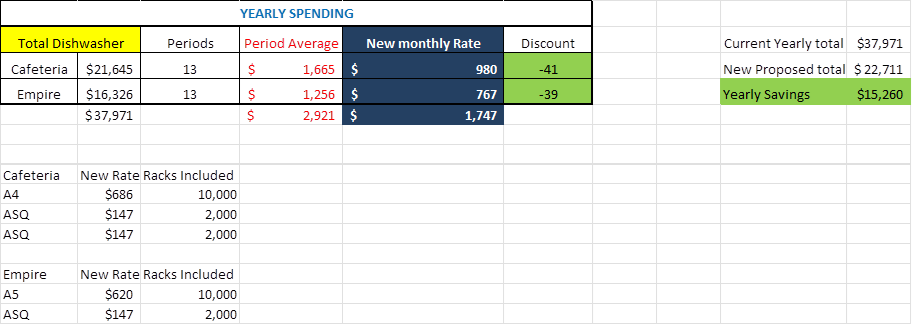 YEARLY SPENDING
Total Dishwasher Periods Period Average New monthly Rate Discount Current Yearly total $37,971
Cafeteria $21,645 13 $ 1,665 $ 980 -41 New Proposed total $ 22,711
Empire $16,326 13 $ 1,256 $ 767 -39 Yearly Savings $15,260
$37,971 $ 2,921 $ 1,747
Cafeteria New Rate Racks Included
A4 $686 10,000
ASQ $147 2,000
ASQ $147 2,000
Empire New Rate Racks Included
A5 $620 10,000
ASQ $147 2,000